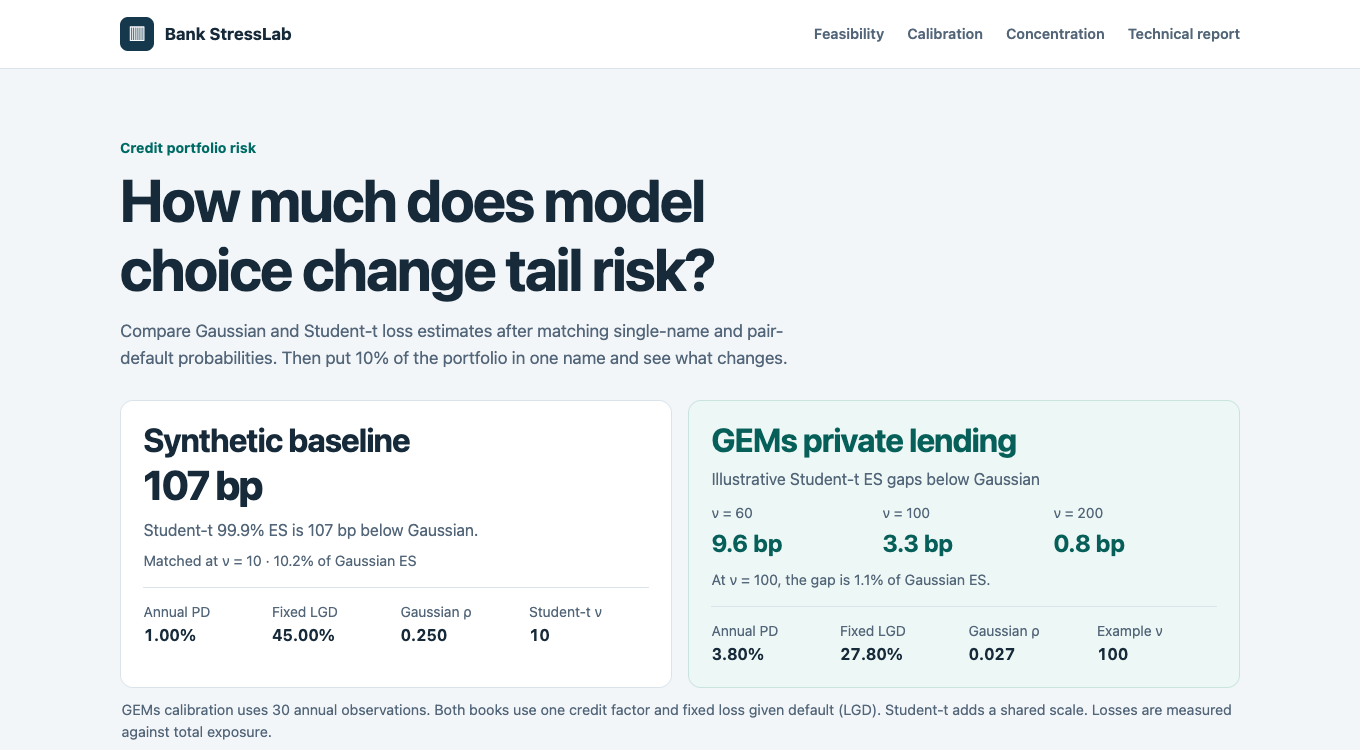 Bank StressLab
Feasibility Calibration Concentration Technical report
Credit portfolio risk
How much does model
choice change tail risk?
Compare Gaussian and Student-t loss estimates after matching single-name and pair-
default probabilities. Then put 10% of the portfolio in one name and see what changes.
Synthetic baseline
107 bp
Student-t 99.9% ES is 107 bp below Gaussian.
Matched at ν = 10 · 10.2% of Gaussian ES
Annual PD Fixed LGD Gaussian ρ Student-t ν
1.00% 45.00% 0.250 10
GEMs private lending
Illustrative Student-t ES gaps below Gaussian
ν = 60 ν = 100 ν = 200
9.6 bp 3.3 bp 0.8 bp
At ν = 100, the gap is 1.1% of Gaussian ES.
Annual PD Fixed LGD Gaussian ρ Example ν
3.80% 27.80% 0.027 100
GEMs calibration uses 30 annual observations. Both books use one credit factor and fixed loss given default (LGD). Student-t adds a shared scale. Losses are measured
against total exposure.